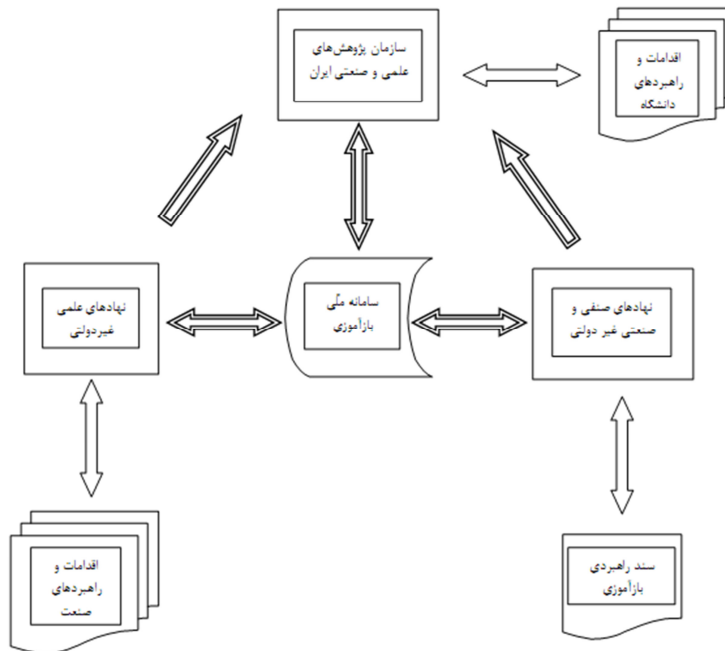 سازمان پژوهش‌های
علمی و صنعتی ایران
اقدامات و
راهبردهای
دانشگاه
نهادهای علمی
غیردولتی
سامانه ملّی
بازآموزی
نهادهای صنفی و
صنعتی غیر دولتی
اقدامات و
راهبردهای
صنعت
سند راهبردی
بازآموزی